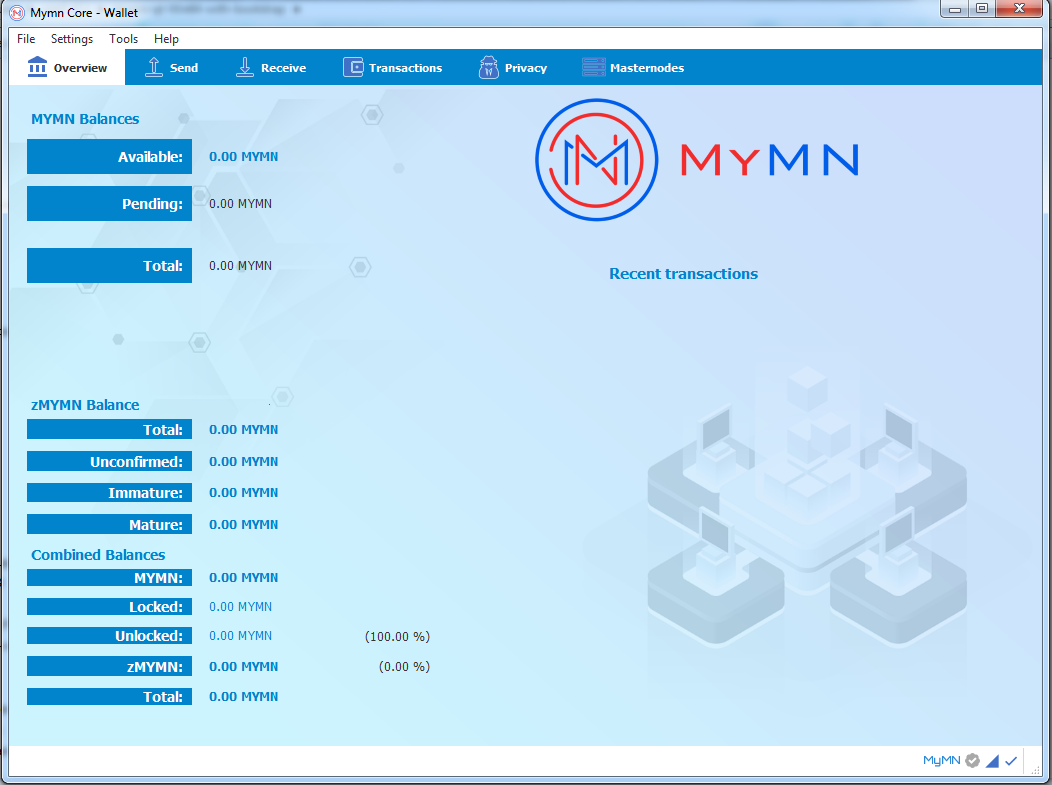 Mymn Core - Wallet
File Settings Tools Help
Overview Send Receive Transactions Privacy Masternodes
MYMN Balances
Available: 0.00 MYMN
Pending: 0.00 MYMN
Total: 0.00 MYMN
MYMN
Recent transactions
zMYMN Balance
Total: 0.00 MYMN
Unconfirmed: 0.00 MYMN
Immature: 0.00 MYMN
Mature: 0.00 MYMN
Combined Balances
MYMN: 0.00 MYMN
Locked: 0.00 MYMN
Unlocked: 0.00 MYMN (100.00 %)
zMYMN: 0.00 MYMN (0.00 %)
Total: 0.00 MYMN
MyMN